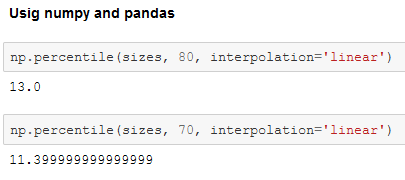 Usig numpy and pandas
np.percentile(sizes, 80, interpolation='linear')
13.0
np.percentile(sizes, 70, interpolation='linear')
11.399999999999999